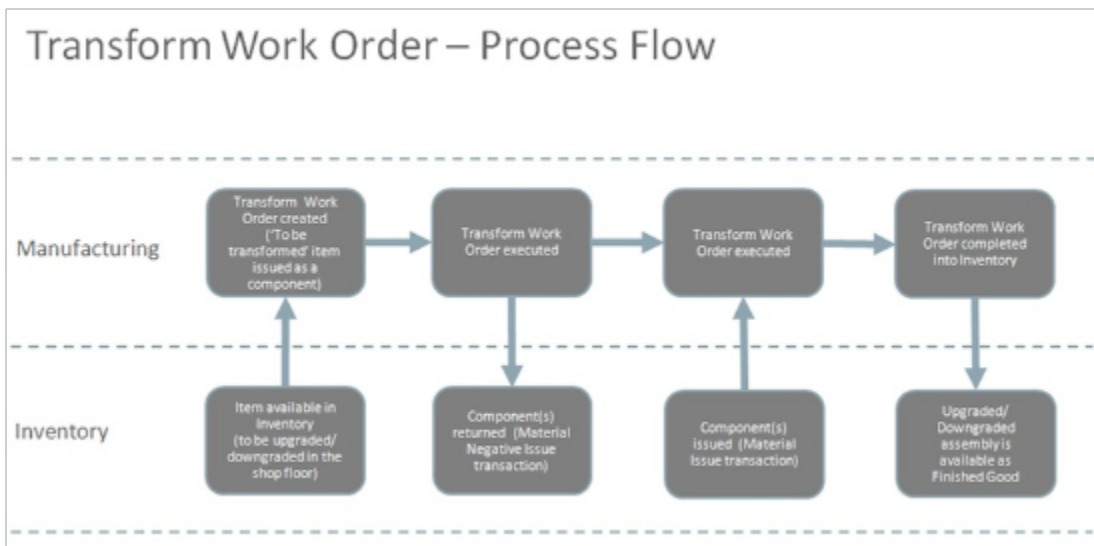 Transform Work Order – Process Flow
Manufacturing
Transform Work
Order created
('To be
transformed' item
issued as a
component)
Transform Work
Order executed
Transform Work
Order executed
Transform Work
Order completed
into Inventory
Inventory
Item available in
Inventory
(to be upgraded/
downgraded in the
shop floor)
Component(s)
returned (Material
Negative Issue
transaction)
Component(s)
issued (Material
Issue transaction)
Upgraded/
Downgraded
assembly is
available as
Finished Good